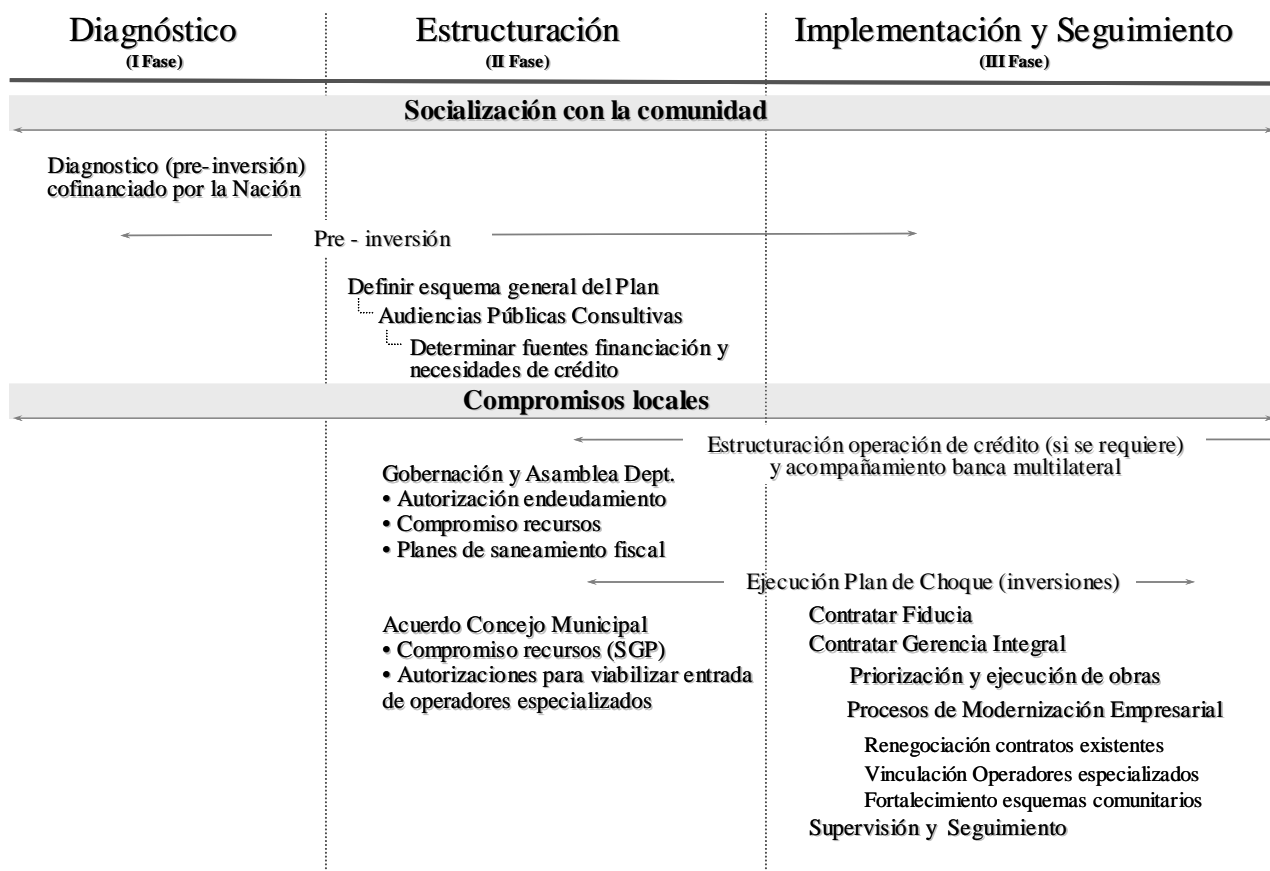 Diagnóstico
(I Fase)
Estructuración
(II Fase)
Implementación y Seguimiento
(III Fase)
Socialización con la comunidad
Diagnostico (pre-inversión)
cofinanciado por la Nación
Pre - inversión
Definir esquema general del Plan
Audiencias Públicas Consultivas
Determinar fuentes financiación y
necesidades de crédito
Compromisos locales
Estructuración operación de crédito (si se requiere)
y acompañamiento banca multilateral
Gobernación y Asamblea Dept.
• Autorización endeudamiento
• Compromiso recursos
• Planes de saneamiento fiscal
Ejecución Plan de Choque (inversiones)
Acuerdo Concejo Municipal
• Compromiso recursos (SGP)
• Autorizaciones para viabilizar entrada
de operadores especializados
Contratar Fiducia
Contratar Gerencia Integral
Priorización y ejecución de obras
Procesos de Modernización Empresarial
Renegociación contratos existentes
Vinculación Operadores especializados
Fortalecimiento esquemas comunitarios
Supervisión y Seguimiento